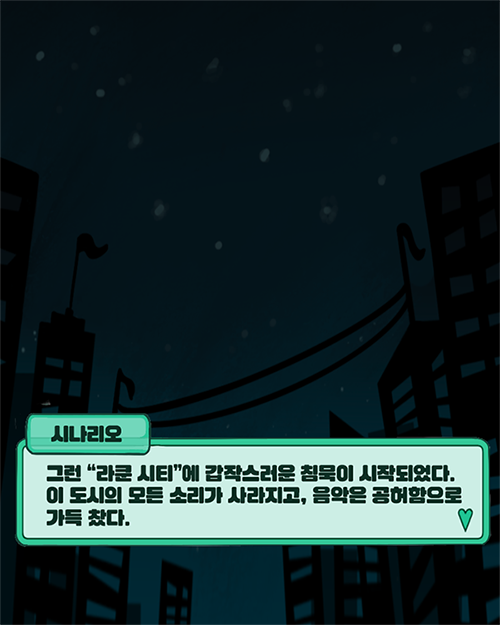 시나리오
그런 “라쿤 시티”에 갑작스러운 침묵이 시작되었다.
이 도시의 모든 소리가 사라지고, 음악은 공허함으로
가득 찼다.